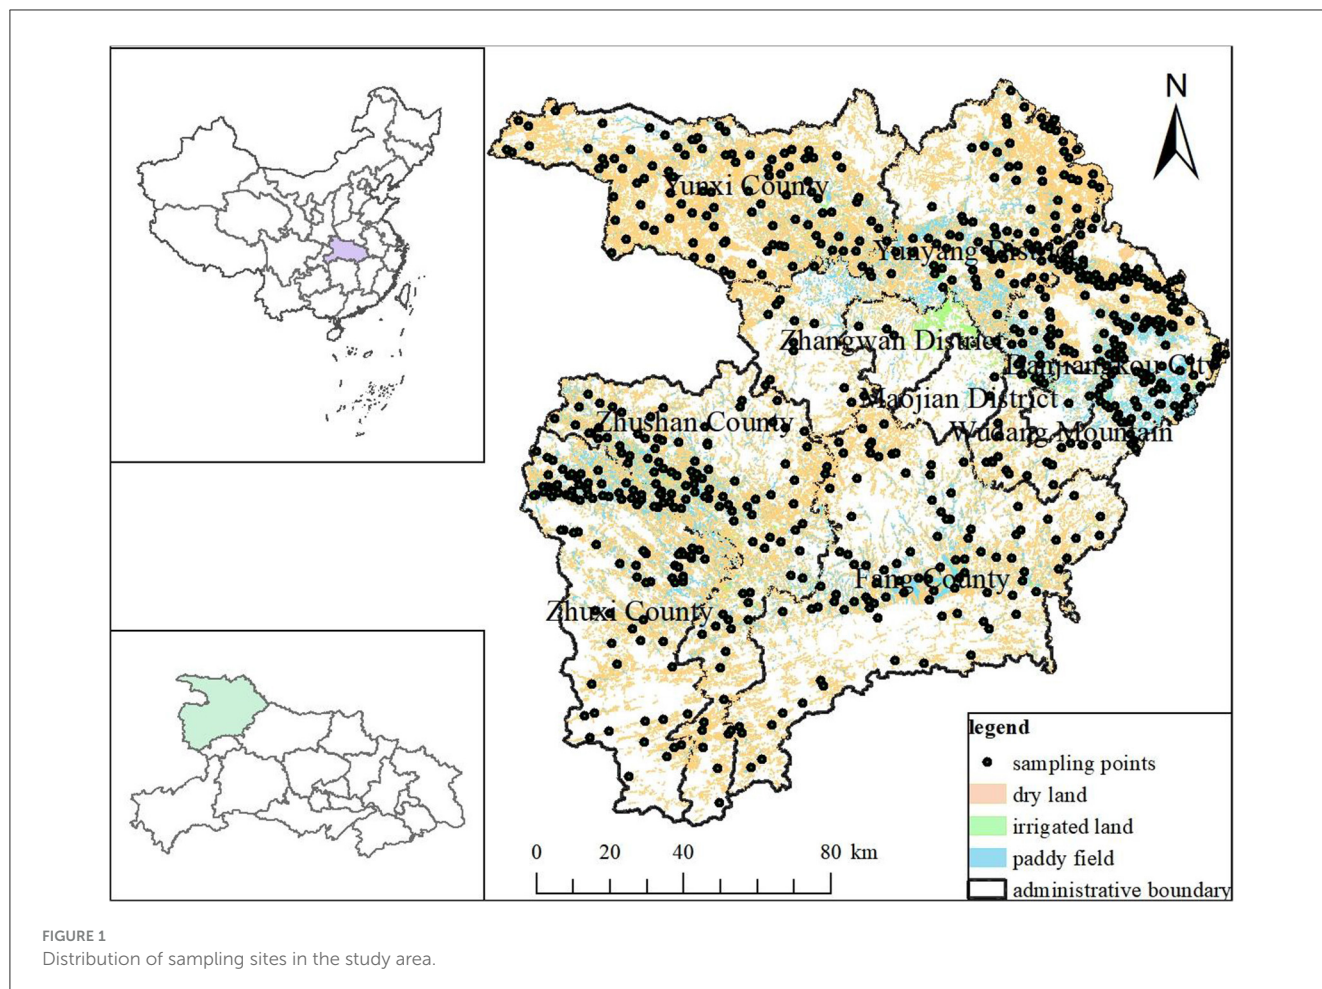 N
Yunxi County
Yunyang District
Zhangwan District
Danjiangkou City
Maojian District
Zhushan County
Wudang Mountain
Fang County
Zhuxi County
legend
sampling points
dry land
irrigated land
paddy field
administrative boundary
0 20 40 80 km
FIGURE 1
Distribution of sampling sites in the study area.